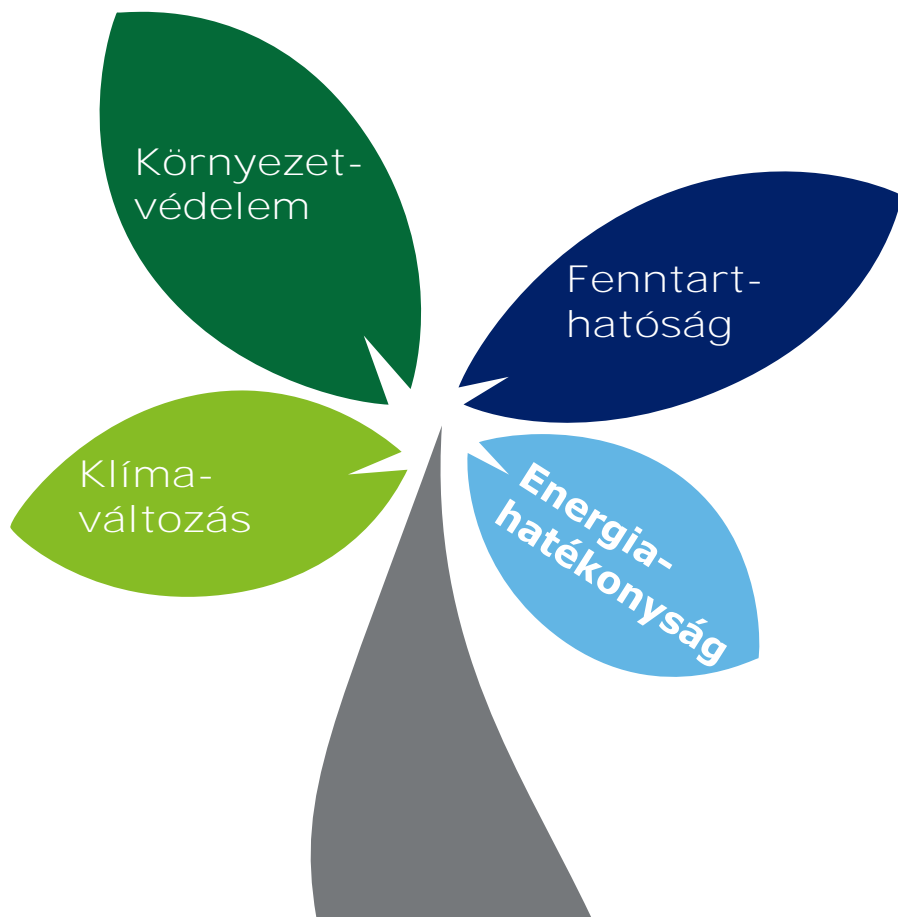 Környezet-
védelem
Fenntart-
hatóság
Klíma-
változás
Energia-
hatékonyság